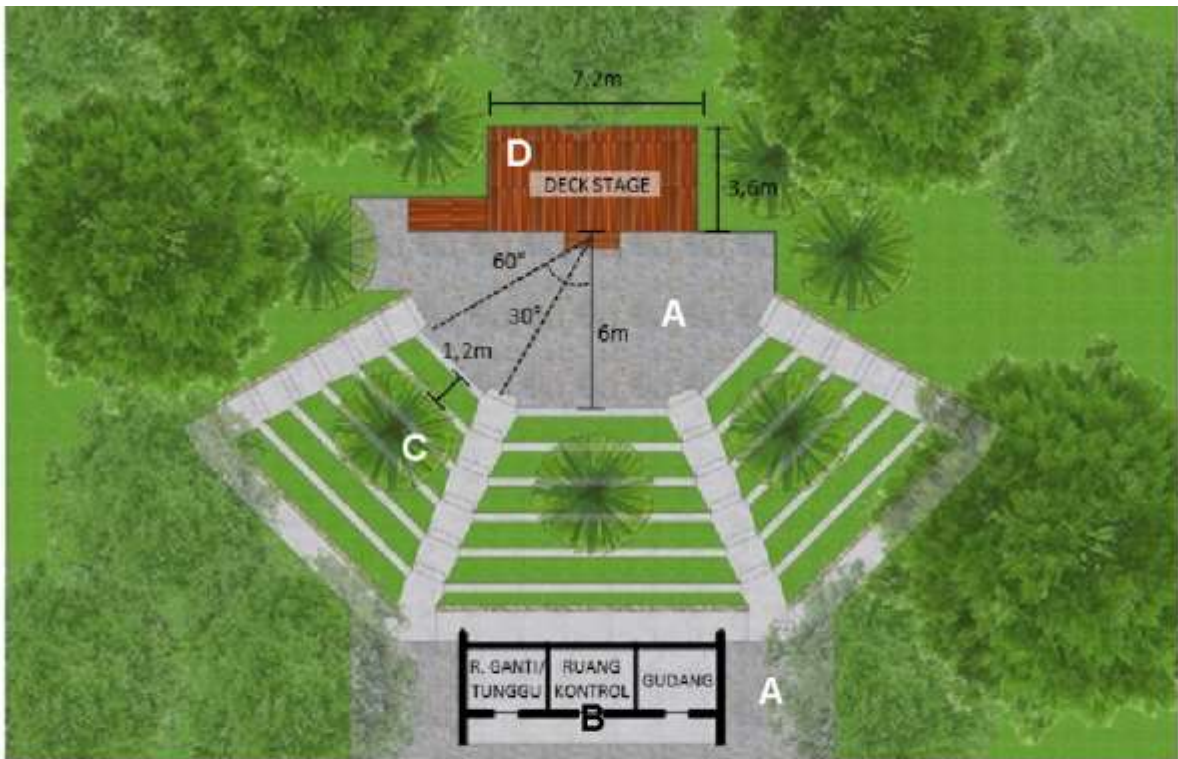 7,2m
D
DECK STAGE
3,6m
60°
A
30°
6m
1,2m
C
R. GANTI/
TUNGGU
RUANG
KONTROL
GUDANG
A
B